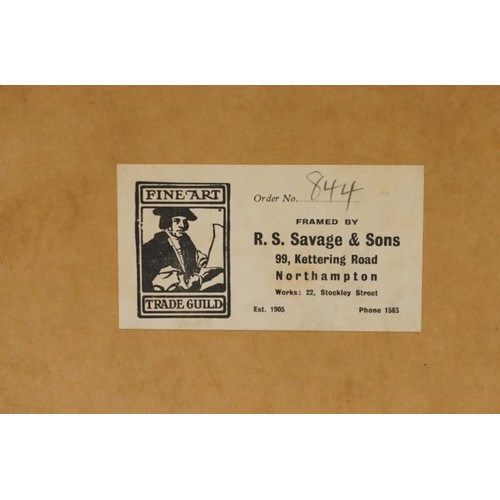 FINE ART
TRADE GUILD
Order No. 844
FRAMED BY
R. S. Savage & Sons
99, Kettering Road
Northampton
Works: 22, Stockley Street
Est. 1905 Phone 1583